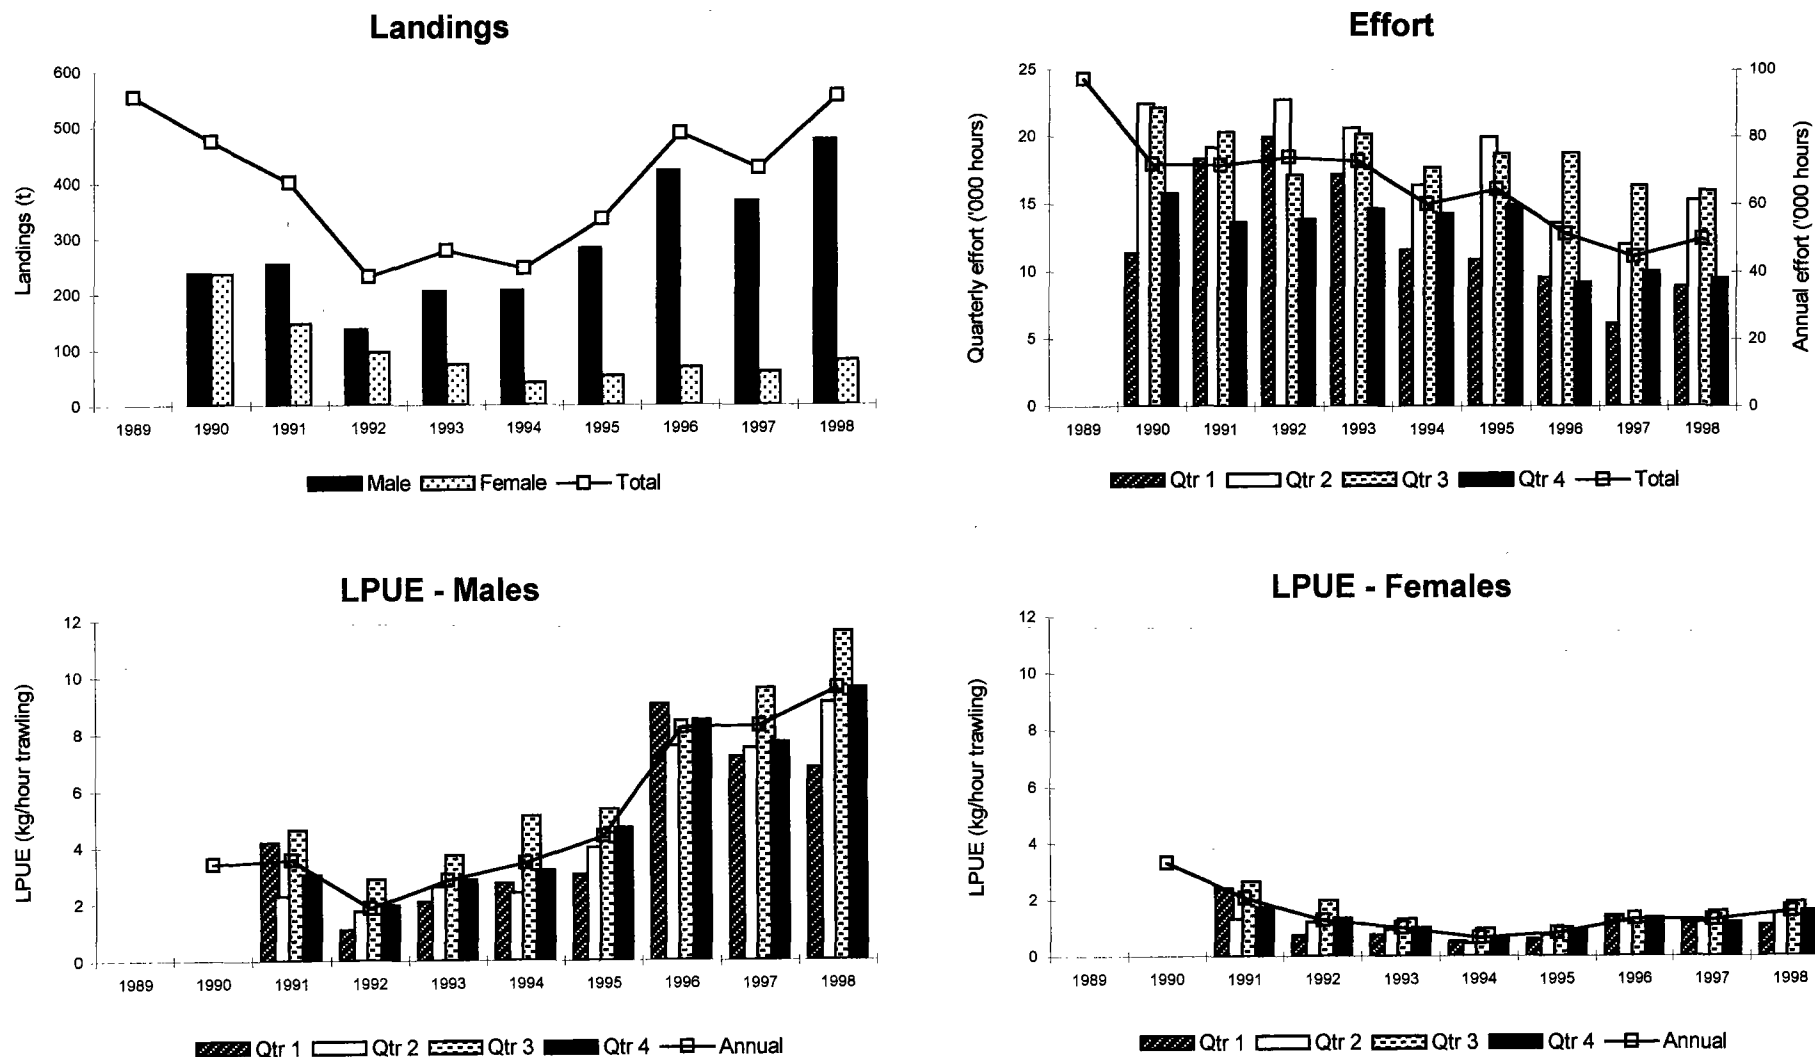 Landings
Landings (t)
600
500
400
300
200
100
0
1989 1990 1991 1992 1993 1994 1995 1996 1997 1998
Male Female Total
Effort
Quarterly effort ('000 hours)
25
20
15
10
5
0
Annual effort ('000 hours)
100
80
60
40
20
0
1989 1990 1991 1992 1993 1994 1995 1996 1997 1998
Qtr 1 Qtr 2 Qtr 3 Qtr 4 Total
LPUE - Males
LPUE (kg/hour trawling)
12
10
8
6
4
2
0
1989 1990 1991 1992 1993 1994 1995 1996 1997 1998
Qtr 1 Qtr 2 Qtr 3 Qtr 4 Annual
LPUE - Females
LPUE (kg/hour trawling)
12
10
8
6
4
2
0
1989 1990 1991 1992 1993 1994 1995 1996 1997 1998
Qtr 1 Qtr 2 Qtr 3 Qtr 4 Annual